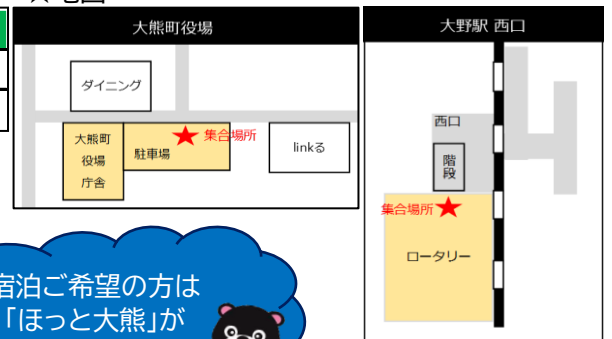 大熊町役場
ダイニング
大熊町
役場
庁舎
駐車場
集合場所
linkる
大野駅 西口
西口
階段
集合場所
ロータリー
宿泊ご希望の方は
「ほっと大熊」が